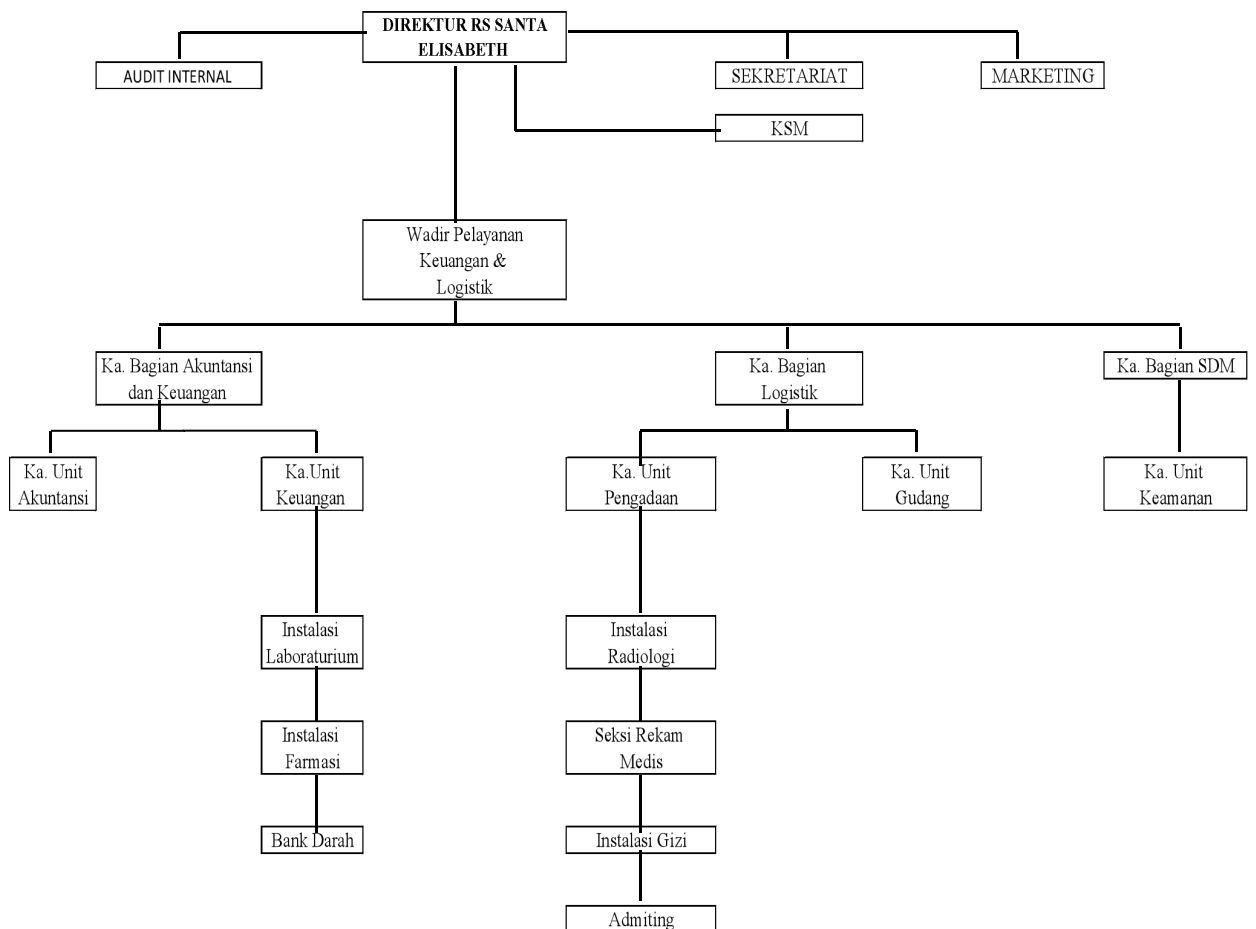 DIREKTUR RS SANTA
ELISABETH
AUDIT INTERNAL
SEKRETARIAT
MARKETING
KSM
Wadir Pelayanan
Keuangan &
Logistik
Ka. Bagian Akuntansi
dan Keuangan
Ka. Bagian
Logistik
Ka. Bagian SDM
Ka. Unit
Akuntansi
Ka.Unit
Keuangan
Ka. Unit
Pengadaan
Ka. Unit
Gudang
Ka. Unit
Keamanan
Instalasi
Laboraturium
Instalasi
Radiologi
Instalasi
Farmasi
Seksi Rekam
Medis
Bank Darah
Instalasi Gizi
Admiting